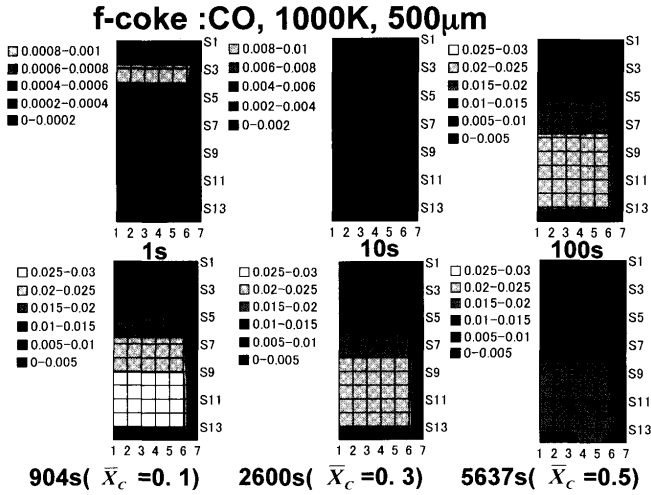 f-coke :CO, 1000K, 500μm
0.0008-0.001
0.0006-0.0008
0.0004-0.0006
0.0002-0.0004
0-0.0002
S1
S3
S5
S7
S9
S11
S13
1 2 3 4 5 6 7
1s
0.008-0.01
0.006-0.008
0.004-0.006
0.002-0.004
0-0.002
S1
S3
S5
S7
S9
S11
S13
1 2 3 4 5 6 7
10s
0.025-0.03
0.02-0.025
0.015-0.02
0.01-0.015
0.005-0.01
0-0.005
S1
S3
S5
S7
S9
S11
S13
1 2 3 4 5 6 7
100s
0.025-0.03
0.02-0.025
0.015-0.02
0.01-0.015
0.005-0.01
0-0.005
S1
S3
S5
S7
S9
S11
S13
1 2 3 4 5 6 7
904s( X̅_C =0. 1)
0.025-0.03
0.02-0.025
0.015-0.02
0.01-0.015
0.005-0.01
0-0.005
S1
S3
S5
S7
S9
S11
S13
1 2 3 4 5 6 7
2600s( X̅_C =0. 3)
0.025-0.03
0.02-0.025
0.015-0.02
0.01-0.015
0.005-0.01
0-0.005
S1
S3
S5
S7
S9
S11
S13
1 2 3 4 5 6 7
5637s( X̅_C =0.5)